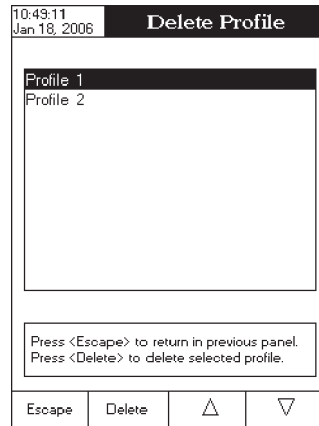 10:49:11
Jan 18, 2006
Delete Profile
Profile 1
Profile 2
Press <Escape> to return in previous panel.
Press <Delete> to delete selected profile.
Escape Delete △ ▽